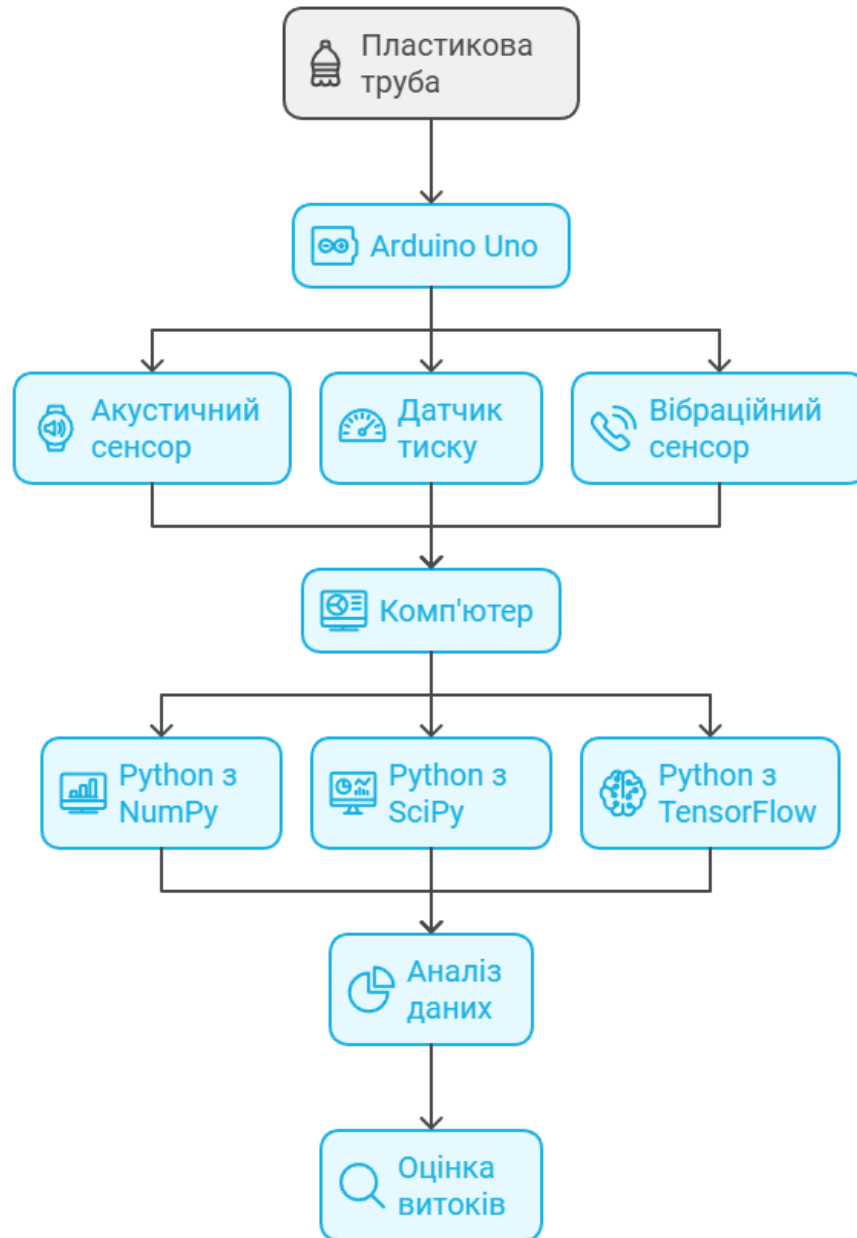 Пластикова
труба
Arduino Uno
Акустичний
сенсор
Датчик
тиску
Вібраційний
сенсор
Комп'ютер
Python з
NumPy
Python з
SciPy
Python з
TensorFlow
Аналіз
даних
Оцінка
витоків